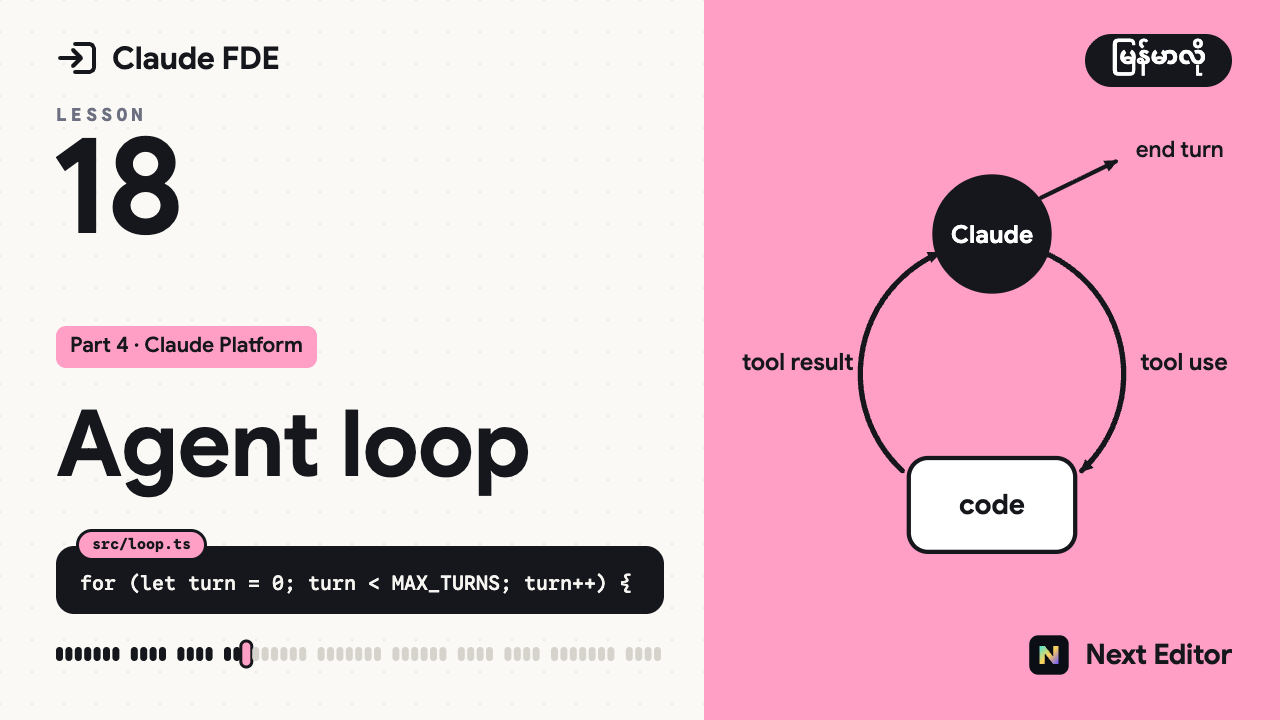 Claude FDE
LESSON
18
Part 4 · Claude Platform
Agent loop
src/loop.ts
for (let turn = 0; turn < MAX_TURNS; turn++) {
မြန်မာလို
end turn
Claude
tool result
tool use
code
N
Next Editor